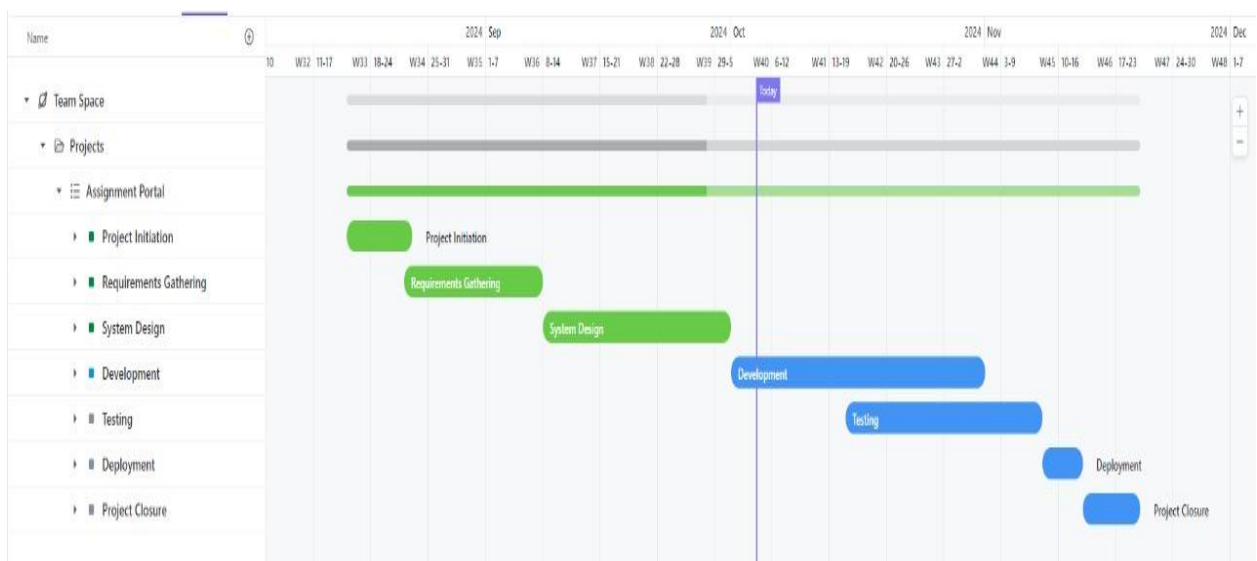 Name
2024 Sep 2024 Oct 2024 Nov 2024 Dec
10 W32 11-17 W33 18-24 W34 25-31 W35 1-7 W36 8-14 W37 15-21 W38 22-28 W39 29-5 W40 6-12 W41 13-19 W42 20-26 W43 27-2 W44 3-9 W45 10-16 W46 17-23 W47 24-30 W48 1-7
Today
Team Space
Projects
Assignment Portal
Project Initiation Project Initiation
Requirements Gathering Requirements Gathering
System Design System Design
Development Development
Testing Testing
Deployment Deployment
Project Closure Project Closure